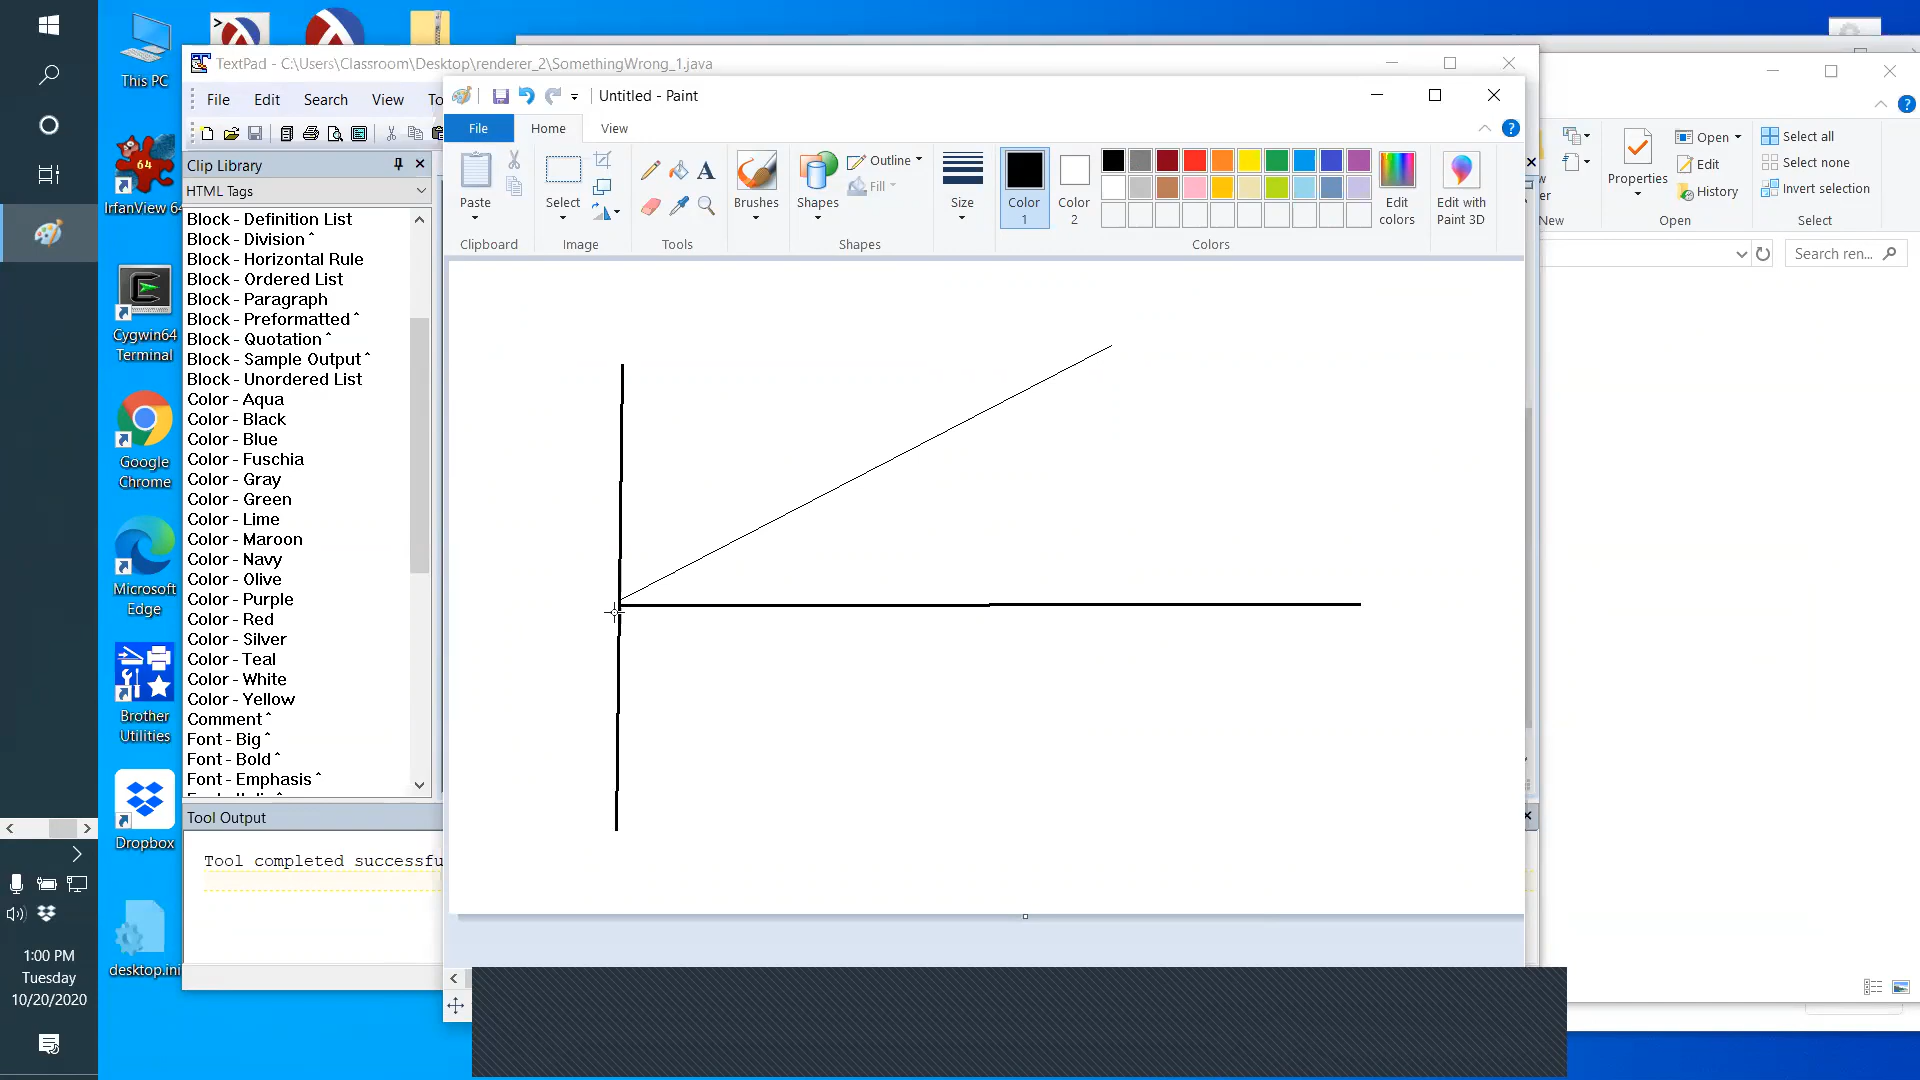 This PC
IrfanView 64
Cygwin64
Terminal
Google
Chrome
Microsoft
Edge
Brother
Utilities
Dropbox
desktop.ini
1:00 PM
Tuesday
10/20/2020
TextPad - C:\Users\Classroom\Desktop\renderer_2\SomethingWrong_1.java
File Edit Search View To
Clip Library
HTML Tags
Block - Definition List
Block - Division ^
Block - Horizontal Rule
Block - Ordered List
Block - Paragraph
Block - Preformatted ^
Block - Quotation ^
Block - Sample Output ^
Block - Unordered List
Color - Aqua
Color - Black
Color - Blue
Color - Fuschia
Color - Gray
Color - Green
Color - Lime
Color - Maroon
Color - Navy
Color - Olive
Color - Purple
Color - Red
Color - Silver
Color - Teal
Color - White
Color - Yellow
Comment ^
Font - Big ^
Font - Bold ^
Font - Emphasis ^
Tool Output
Tool completed successfu
Untitled - Paint
File Home View
Paste
Clipboard
Select
Image
A
Tools
Brushes
Shapes
Outline
Fill
Shapes
Size
Color
1
Color
2
Edit
colors
Colors
Edit with
Paint 3D
Properties
Open
Edit
History
Open
Select all
Select none
Invert selection
Select
New
Search ren...